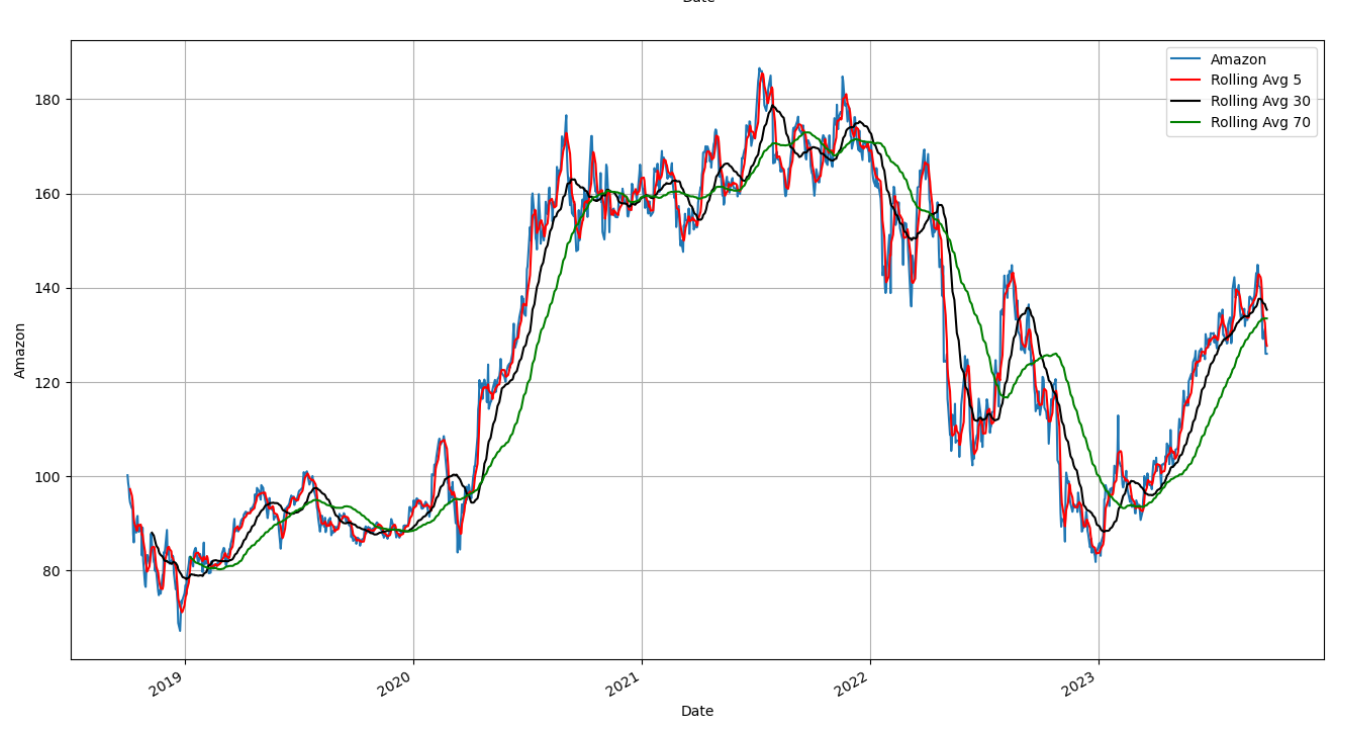 Date
Amazon
Rolling Avg 5
Rolling Avg 30
Rolling Avg 70
180
160
140
120
100
80
Amazon
2019
2020
2021
2022
2023
Date